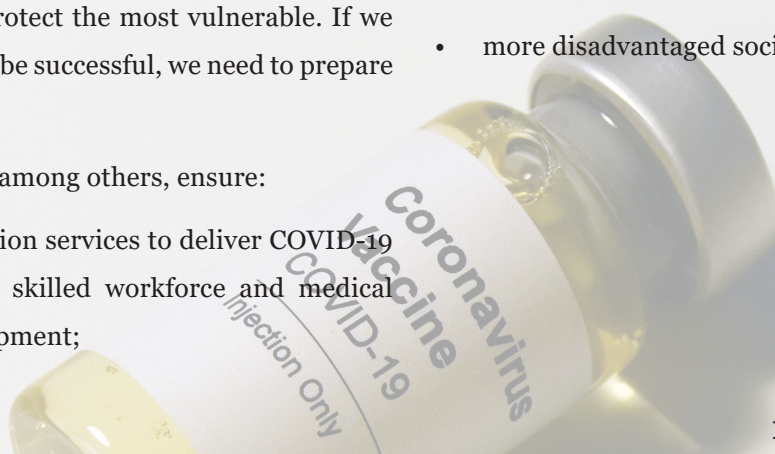 rotect the most vulnerable. If we
be successful, we need to prepare
among others, ensure:
ion services to deliver COVID-19
skilled workforce and medical
pment;
• more disadvantaged soci
Coronavirus
Vaccine
COVID-19
Injection Only